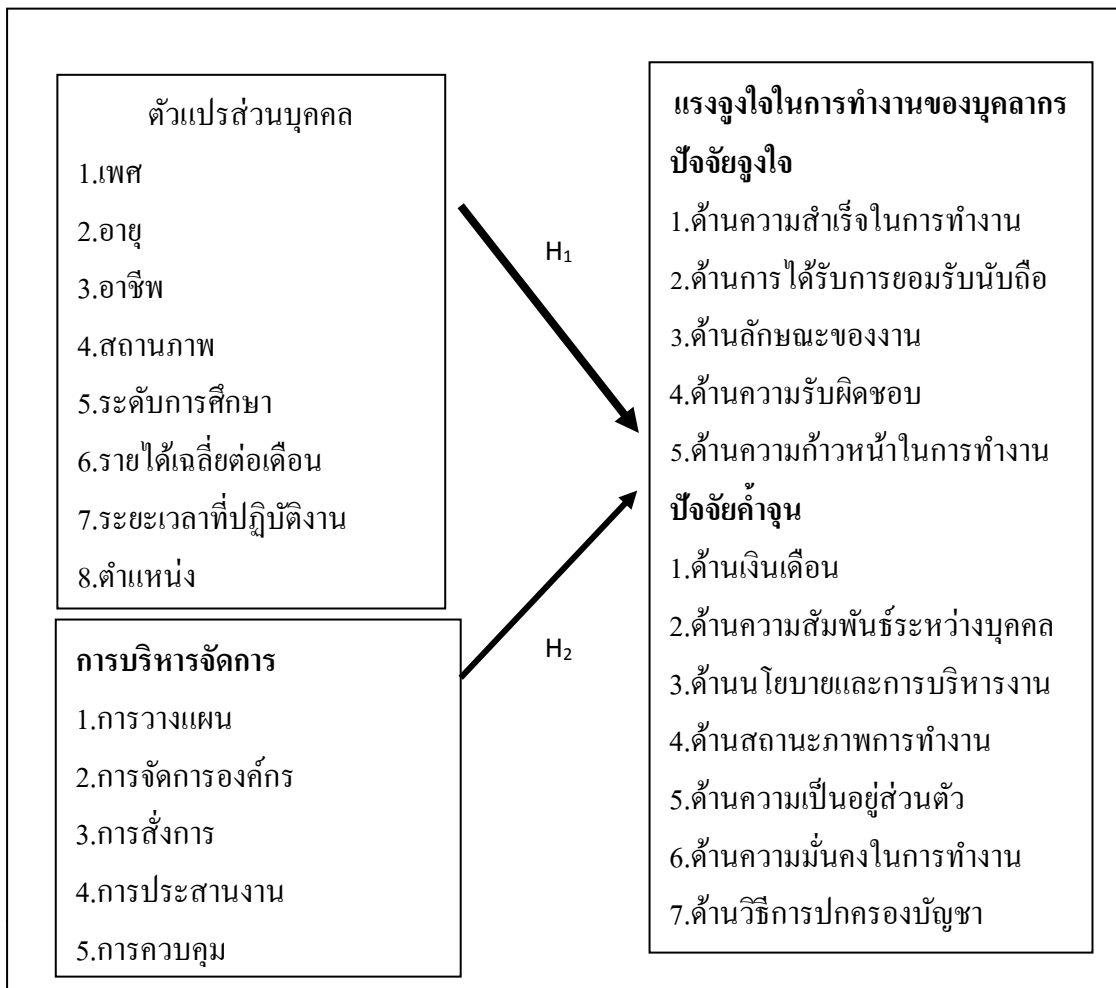 ตัวแปรส่วนบุคคล
1.เพศ
2.อายุ
3.อาชีพ
4.สถานภาพ
5.ระดับการศึกษา
6.รายได้เฉลี่ยต่อเดือน
7.ระยะเวลาที่ปฏิบัติงาน
8.ตำแหน่ง
การบริหารจัดการ
1.การวางแผน
2.การจัดการองค์กร
3.การสั่งการ
4.การประสานงาน
5.การควบคุม
H₁
H₂
แรงจูงใจในการทำงานของบุคลากร
ปัจจัยจูงใจ
1.ด้านความสำเร็จในการทำงาน
2.ด้านการได้รับการยอมรับนับถือ
3.ด้านลักษณะของงาน
4.ด้านความรับผิดชอบ
5.ด้านความก้าวหน้าในการทำงาน
ปัจจัยค้ำจุน
1.ด้านเงินเดือน
2.ด้านความสัมพันธ์ระหว่างบุคคล
3.ด้านนโยบายและการบริหารงาน
4.ด้านสถานะภาพการทำงาน
5.ด้านความเป็นอยู่ส่วนตัว
6.ด้านความมั่นคงในการทำงาน
7.ด้านวิธีการปกครองบัญชา